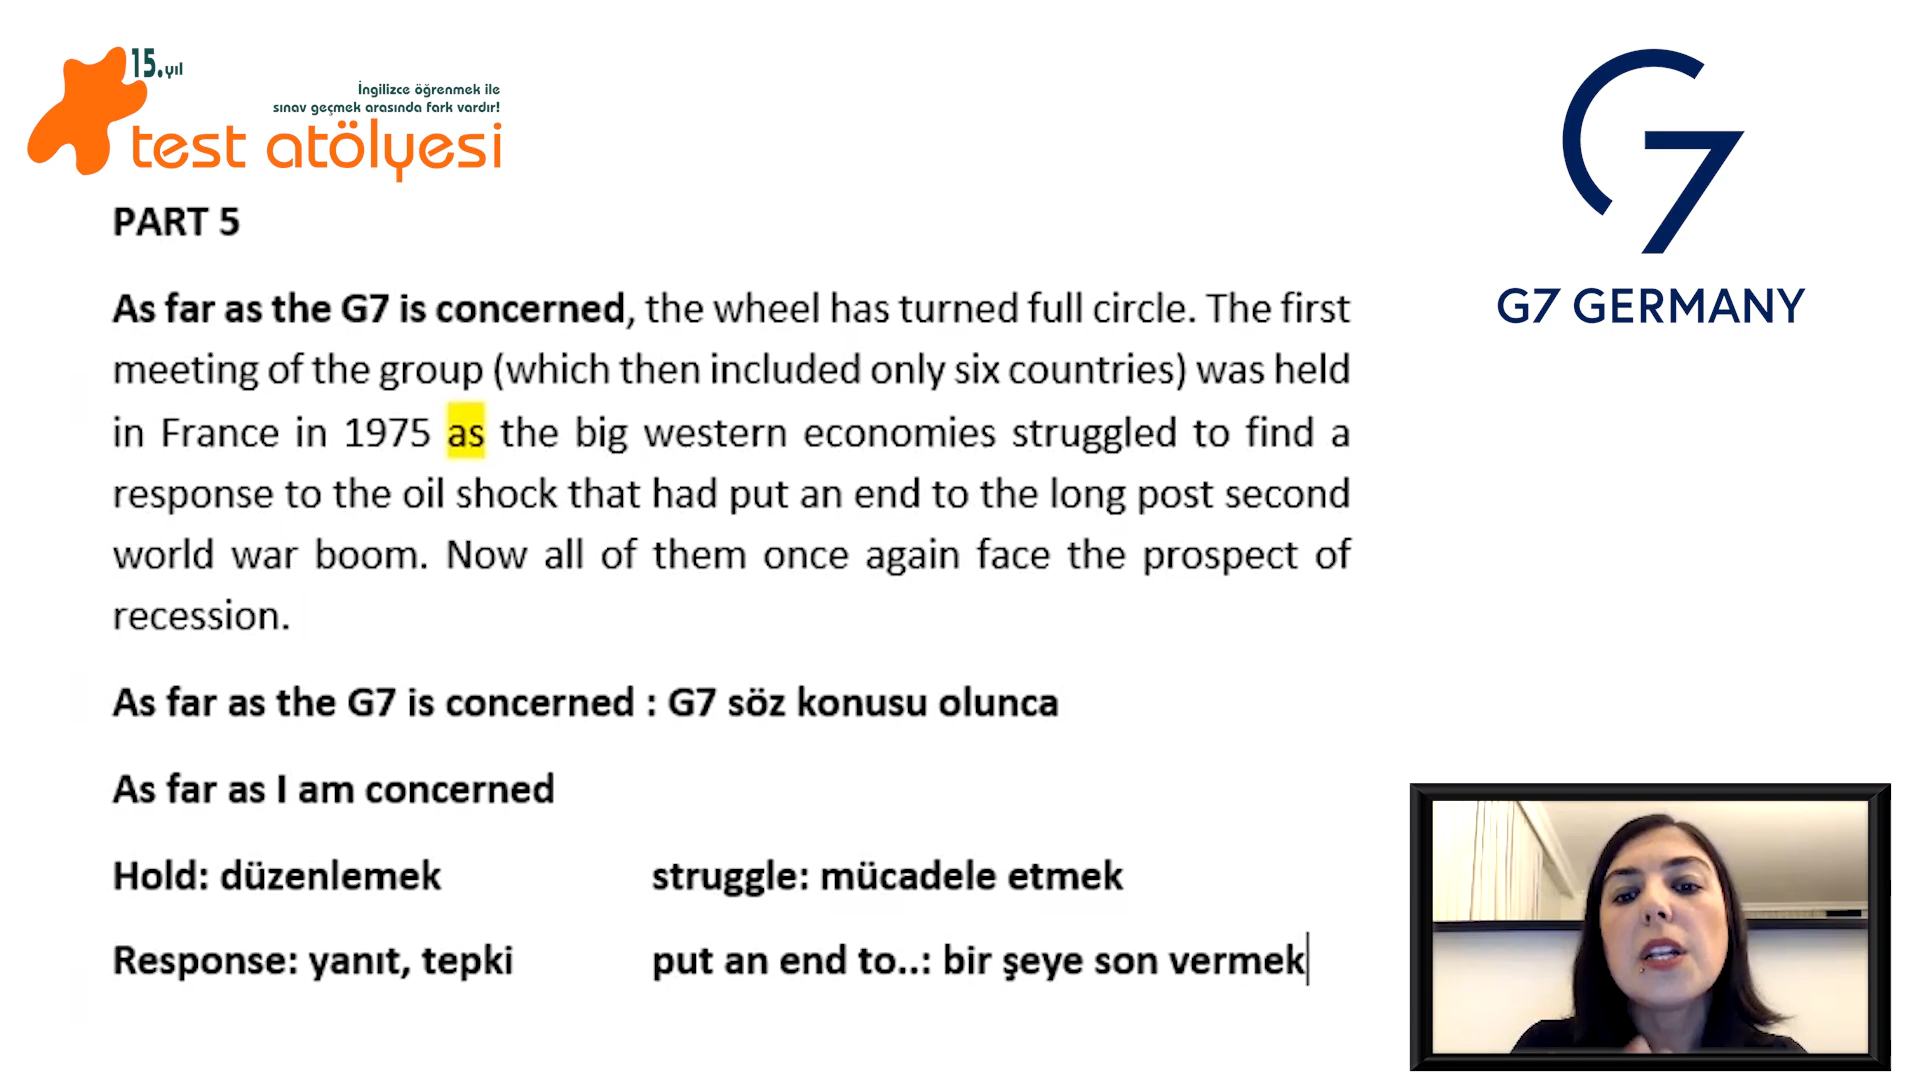 15.yıl
İngilizce öğrenmek ile
sınav geçmek arasında fark vardır!
test atölyesi
G7
G7 GERMANY
PART 5
As far as the G7 is concerned, the wheel has turned full circle. The first
meeting of the group (which then included only six countries) was held
in France in 1975 as the big western economies struggled to find a
response to the oil shock that had put an end to the long post second
world war boom. Now all of them once again face the prospect of
recession.
As far as the G7 is concerned : G7 söz konusu olunca
As far as I am concerned
Hold: düzenlemek struggle: mücadele etmek
Response: yanıt, tepki put an end to..: bir şeye son vermek